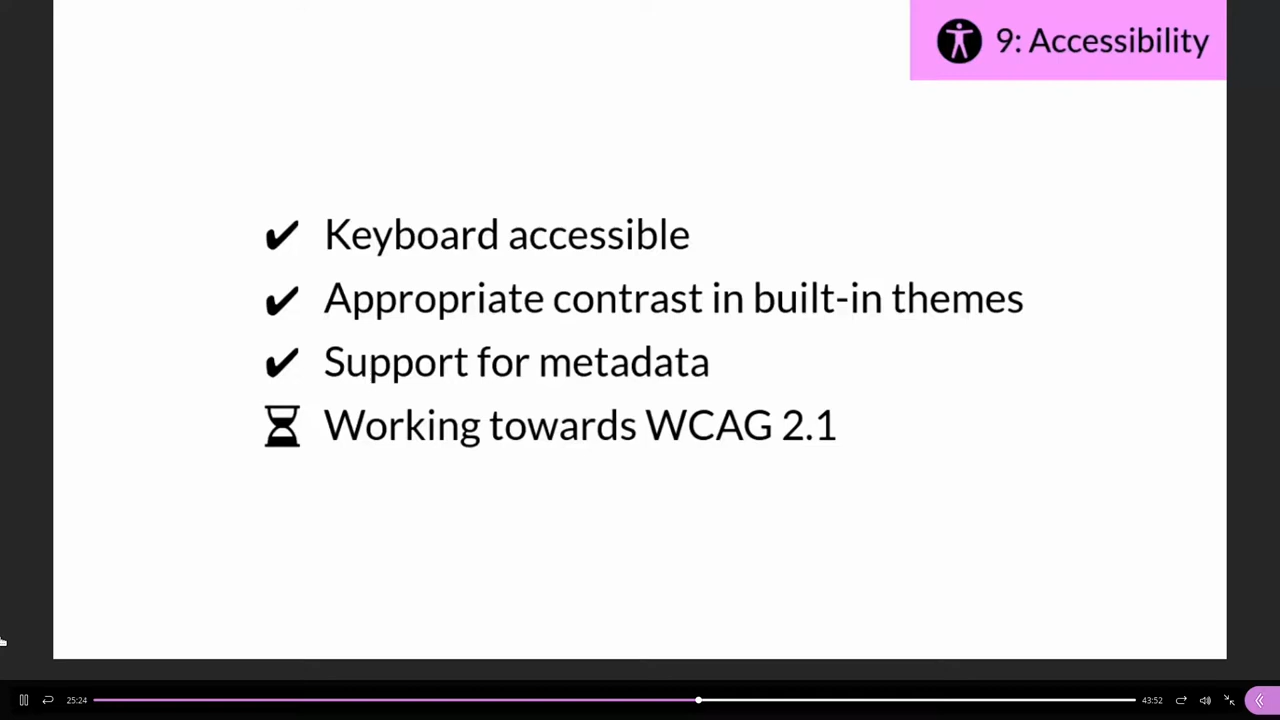 9: Accessibility
✔ Keyboard accessible
✔ Appropriate contrast in built-in themes
✔ Support for metadata
⌛ Working towards WCAG 2.1
25:24
43:52